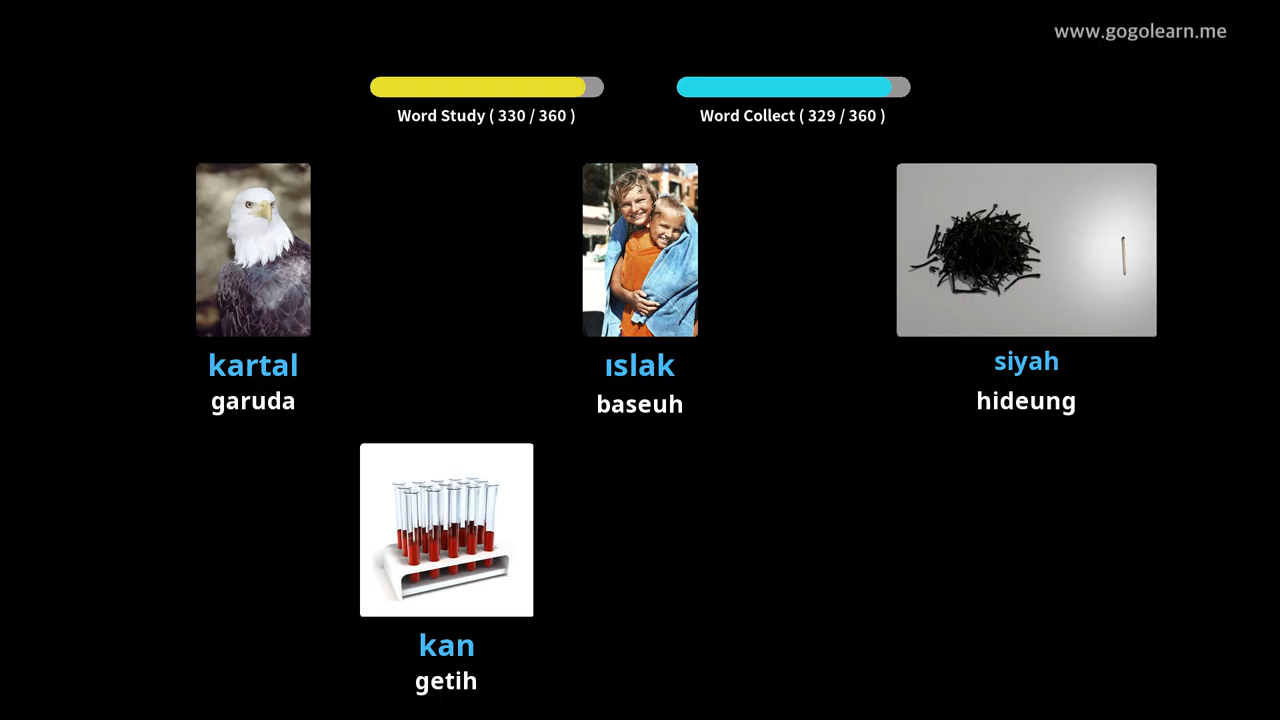 www.gogolearn.me
Word Study ( 330 / 360 )
Word Collect ( 329 / 360 )
kartal
garuda
ıslak
baseuh
siyah
hideung
kan
getih